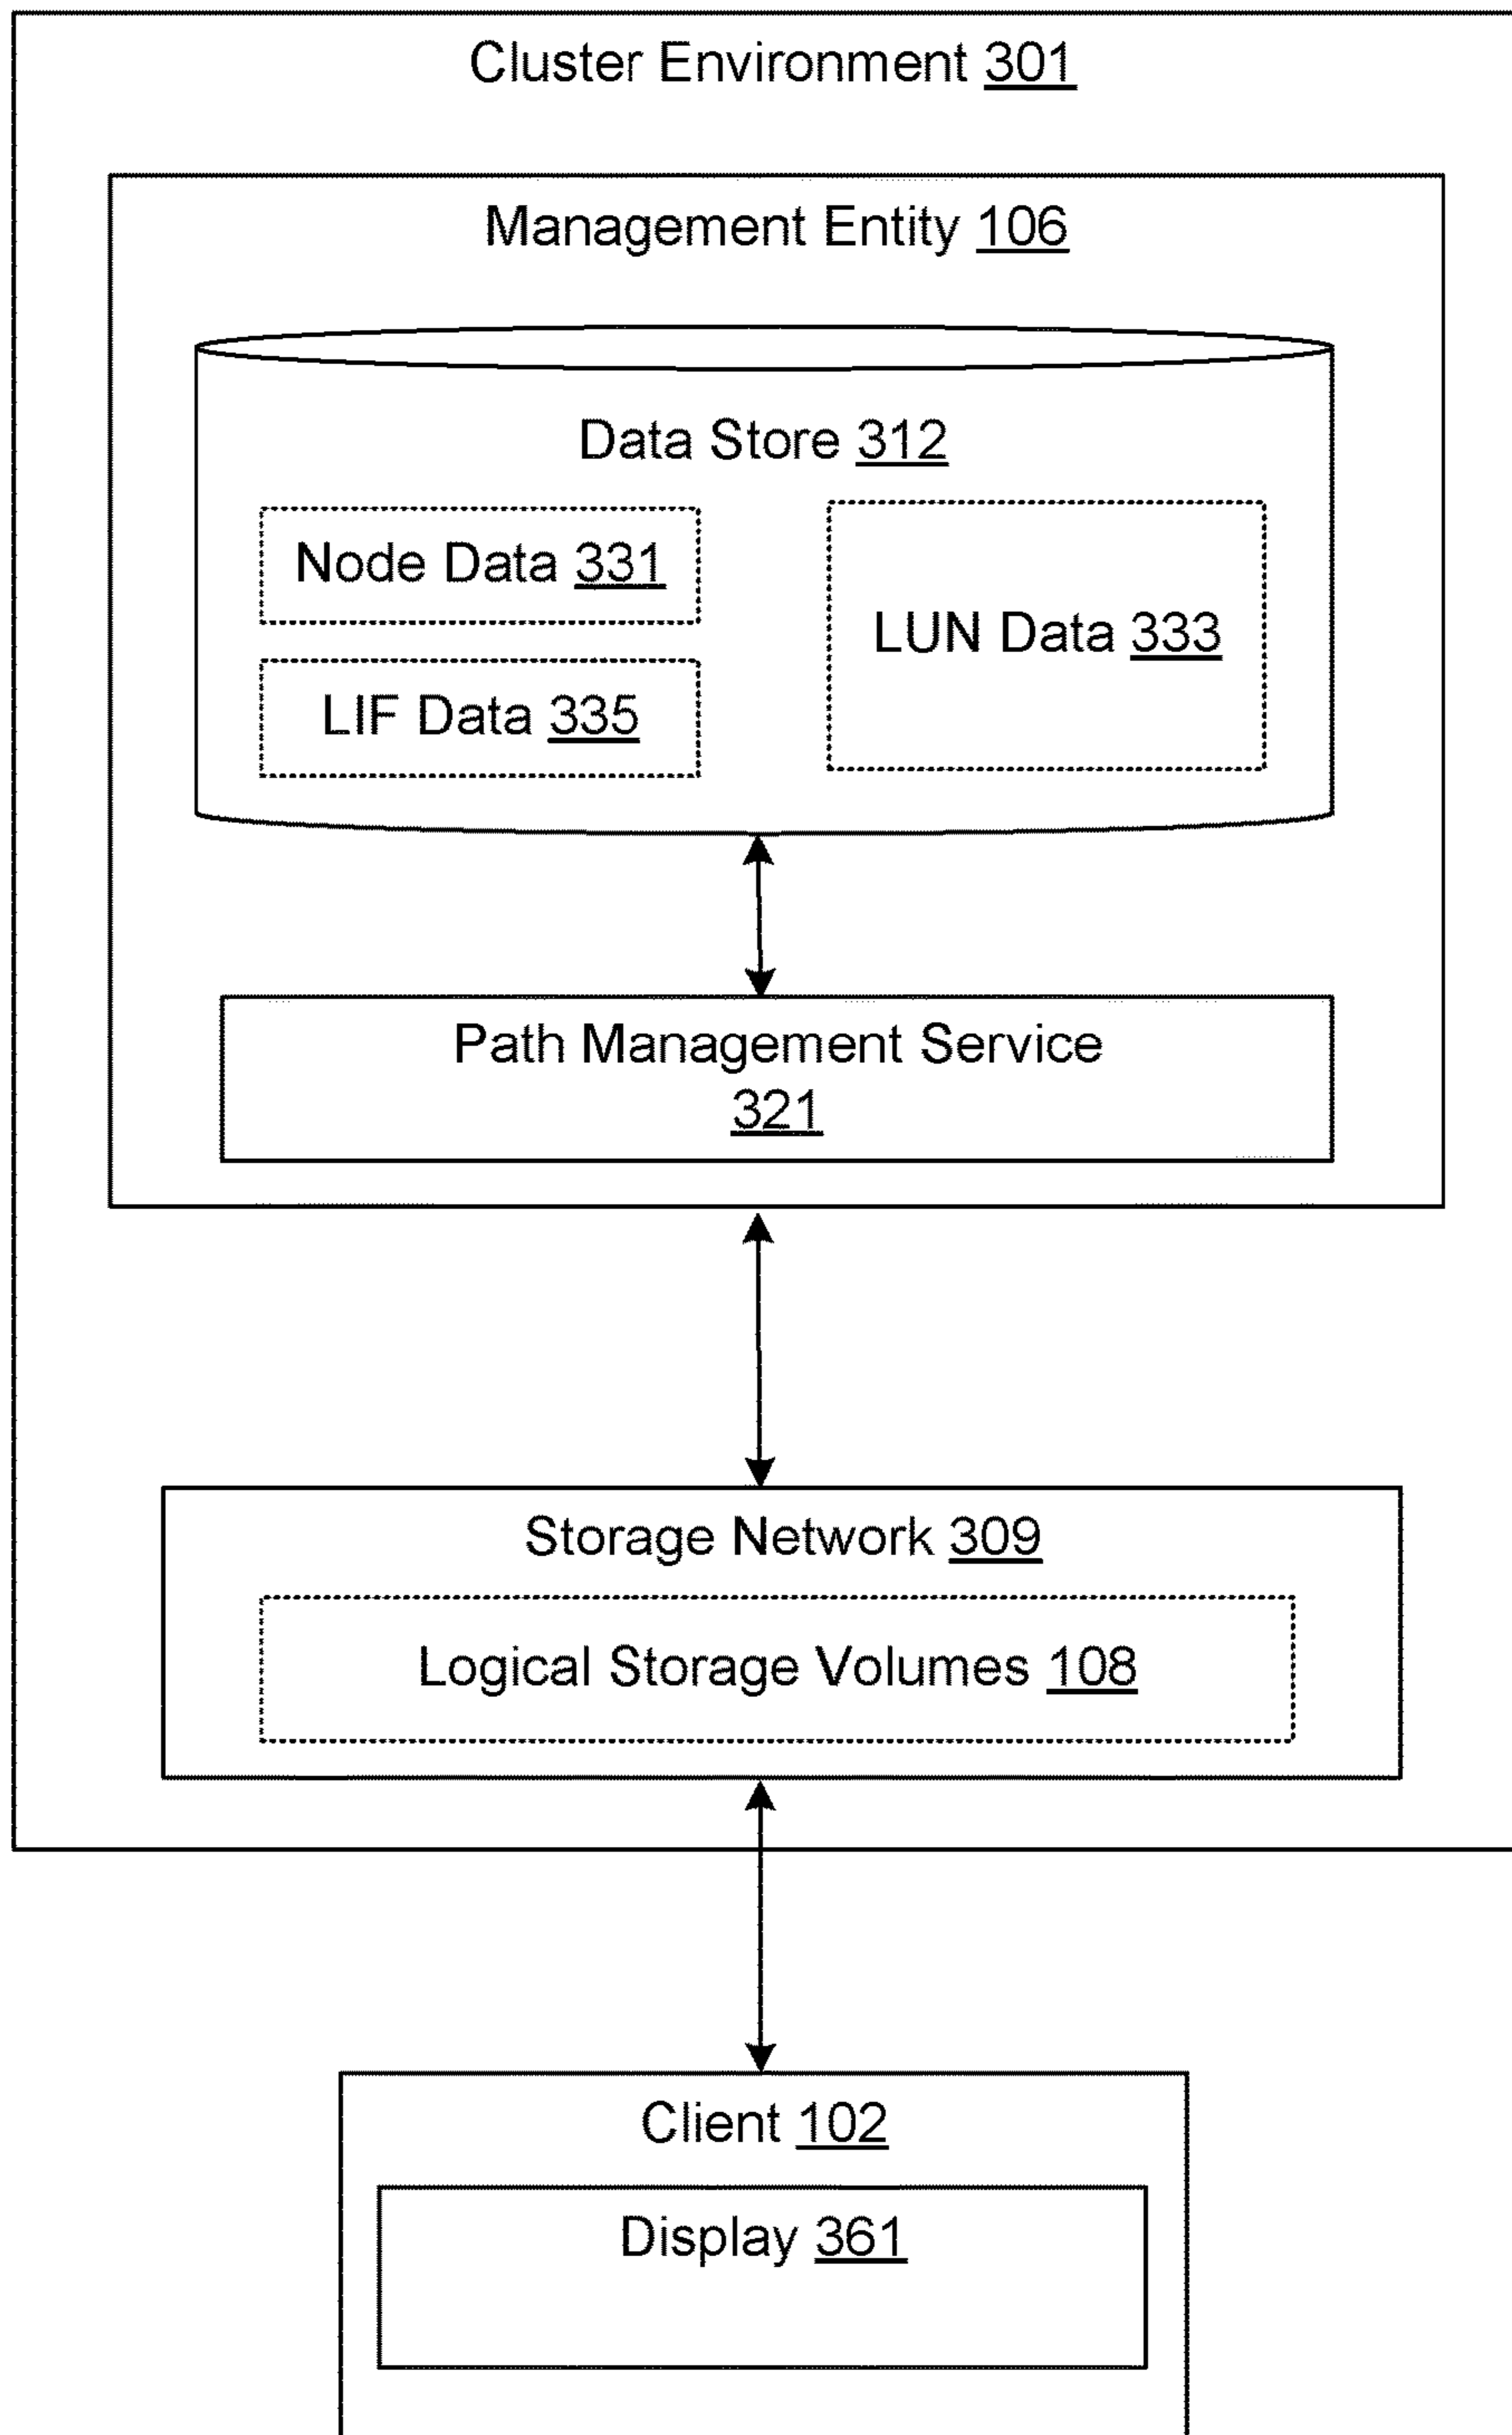 Cluster Environment 301
Management Entity 106
Data Store 312
Node Data 331
LIF Data 335
LUN Data 333
Path Management Service
321
Storage Network 309
Logical Storage Volumes 108
Client 102
Display 361